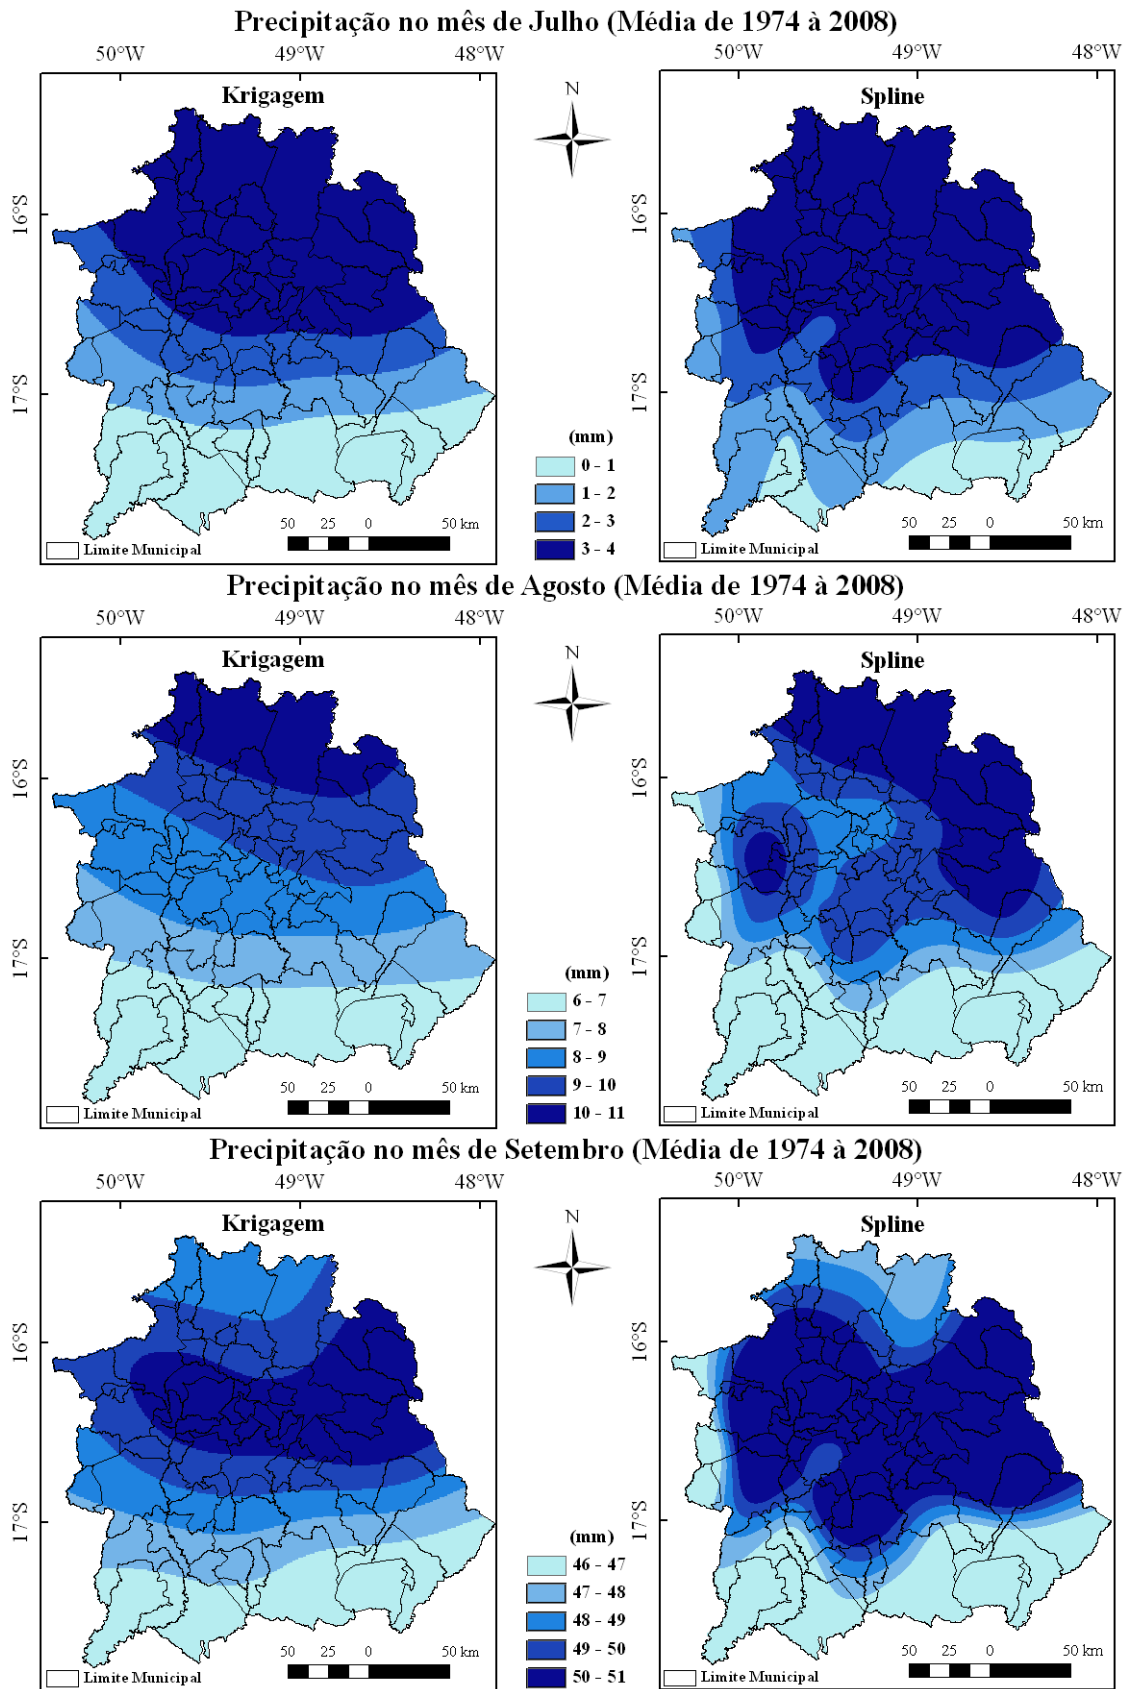 Precipitação no mês de Julho (Média de 1974 à 2008)
50°W 49°W 50°W 49°W 48°W
Krigagem
N
Spline
16°S
16°S
17°S
17°S
(mm)
0 - 1
1 - 2
2 - 3
3 - 4
50 25 0 50 km
50 25 0 50 km
Limite Municipal
Limite Municipal
Precipitação no mês de Agosto (Média de 1974 à 2008)
50°W 49°W 48°W 50°W 49°W 48°W
Krigagem
N
Spline
16°S
16°S
17°S
17°S
(mm)
6 - 7
7 - 8
8 - 9
9 - 10
10 - 11
50 25 0 50 km
50 25 0 50 km
Limite Municipal
Limite Municipal
Precipitação no mês de Setembro (Média de 1974 à 2008)
50°W 49°W 48°W 50°W 49°W 48°W
Krigagem
N
Spline
16°S
16°S
17°S
17°S
(mm)
46 - 47
47 - 48
48 - 49
49 - 50
50 - 51
50 25 0 50 km
50 25 0 50 km
Limite Municipal
Limite Municipal